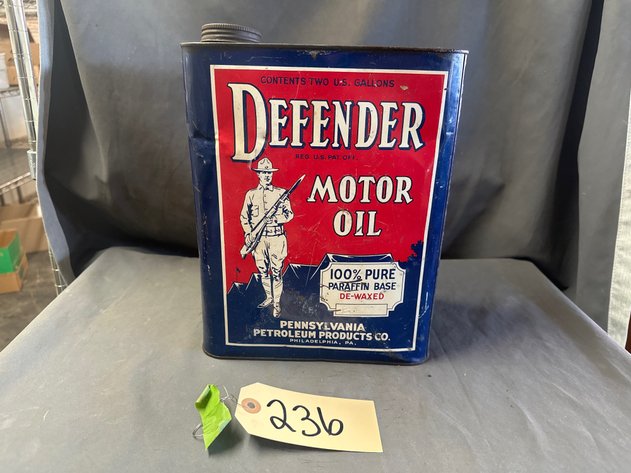 CONTENTS TWO U.S. GALLONS
DEFENDER
REG. U.S. PAT. OFF.
MOTOR
OIL
100% PURE
PARAFFIN BASE
DE-WAXED
PENNSYLVANIA
PETROLEUM PRODUCTS CO.
PHILADELPHIA, PA.
236